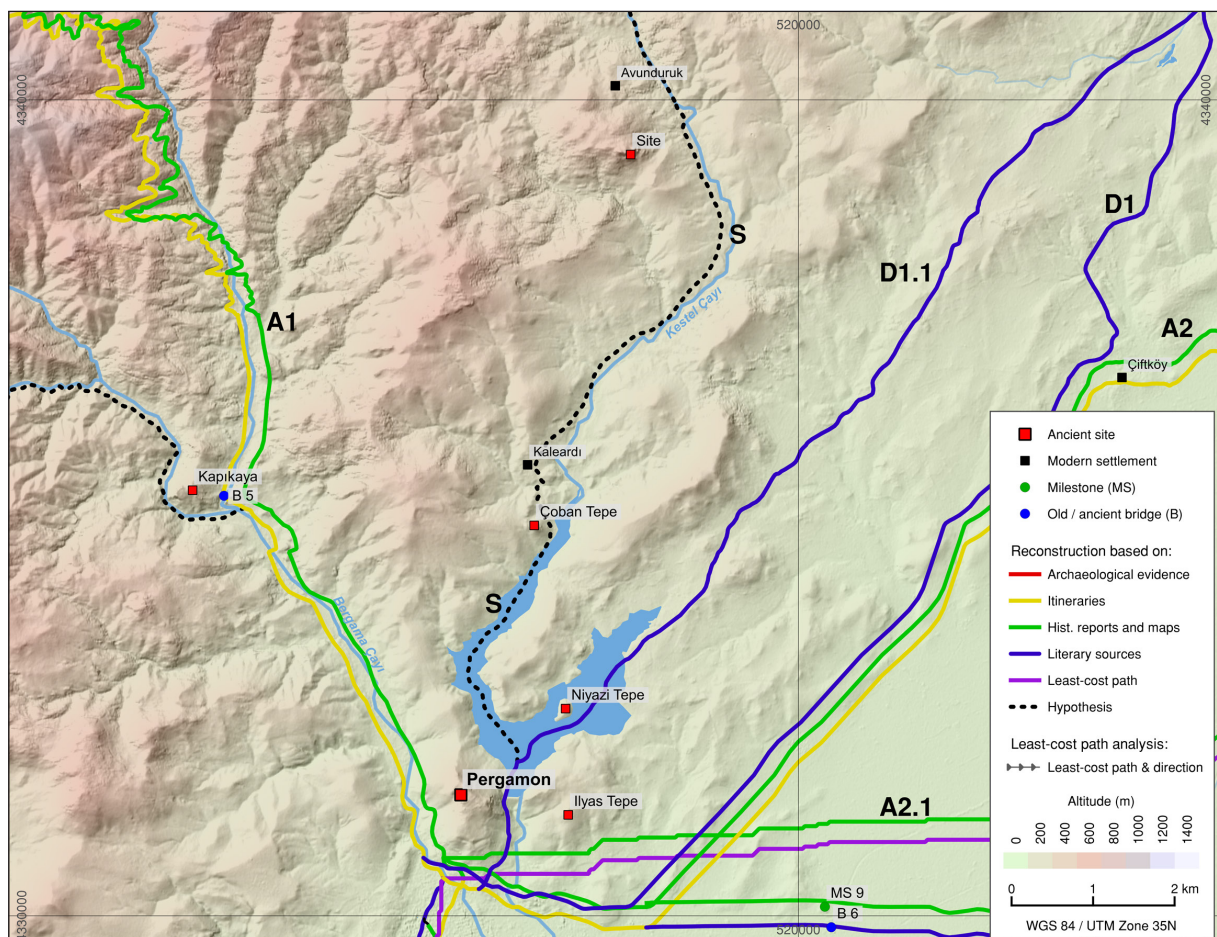 520000
4340000
4340000
Avunduruk
Site
S
D1
D1.1
Kestel Çayı
A1
A2
Çiftköy
Kaleardı
Kapıkaya
B 5
Çoban Tepe
S
Bergama Çayı
Niyazi Tepe
Pergamon
Ilyas Tepe
A2.1
MS 9
B 6
4330000
520000
Ancient site
Modern settlement
Milestone (MS)
Old / ancient bridge (B)
Reconstruction based on:
Archaeological evidence
Itineraries
Hist. reports and maps
Literary sources
Least-cost path
Hypothesis
Least-cost path analysis:
Least-cost path & direction
Altitude (m)
0 200 400 600 8000 1000 1200 1400
0 1 2 km
WGS 84 / UTM Zone 35N